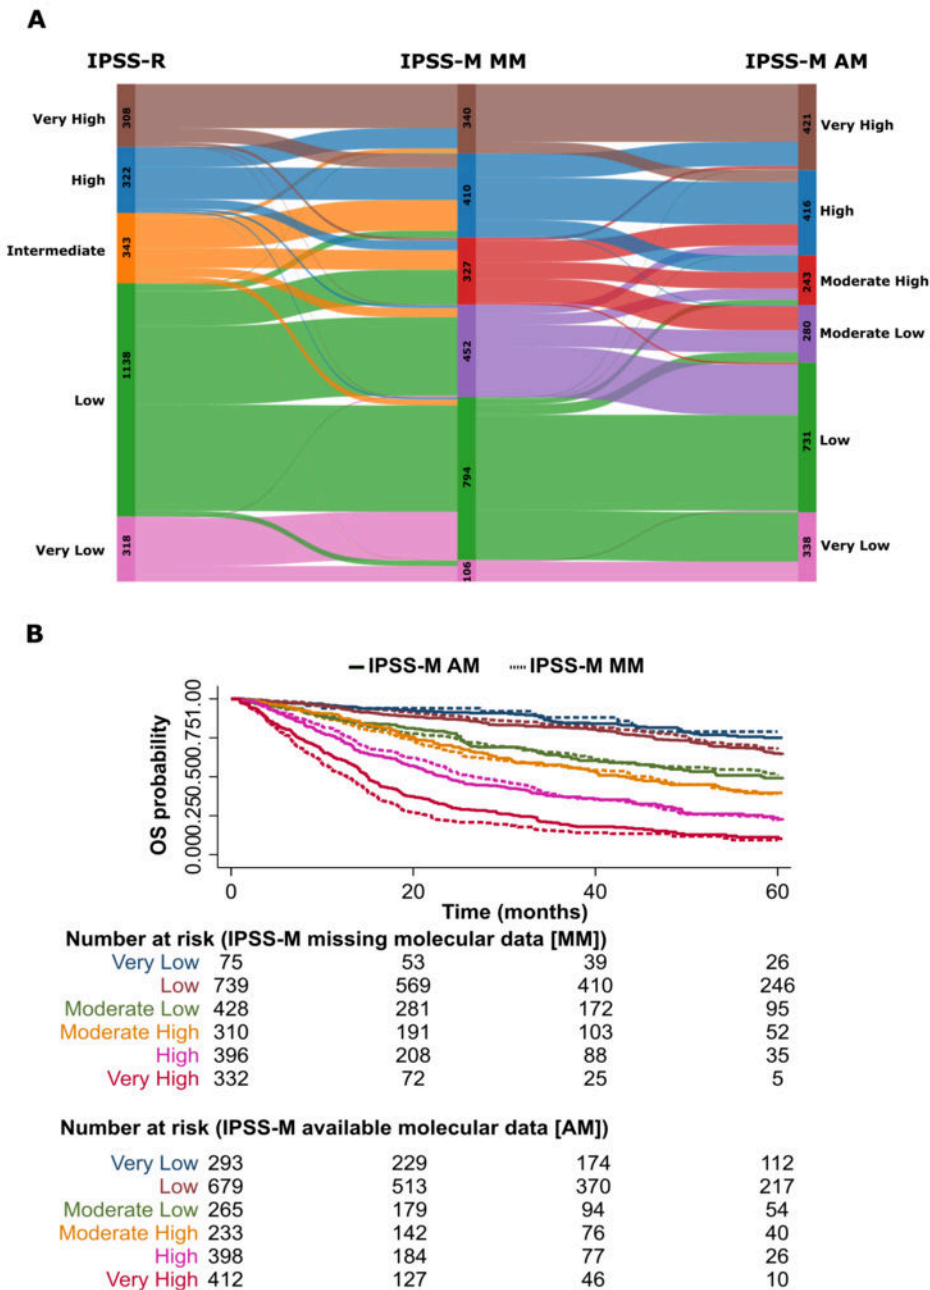 A
IPSS-R IPSS-M MM IPSS-M AM
Very High 308 340 421 Very High
High 322 410 416 High
Intermediate 343 327 243 Moderate High
452 280 Moderate Low
Low 1138 794 731 Low
Very Low 318 106 338 Very Low
B
IPSS-M AM IPSS-M MM
OS probability
0.00 0.25 0.50 0.75 1.00
0 20 40 60
Time (months)
Number at risk (IPSS-M missing molecular data [MM])
Very Low 75 53 39 26
Low 739 569 410 246
Moderate Low 428 281 172 95
Moderate High 310 191 103 52
High 396 208 88 35
Very High 332 72 25 5
Number at risk (IPSS-M available molecular data [AM])
Very Low 293 229 174 112
Low 679 513 370 217
Moderate Low 265 179 94 54
Moderate High 233 142 76 40
High 398 184 77 26
Very High 412 127 46 10